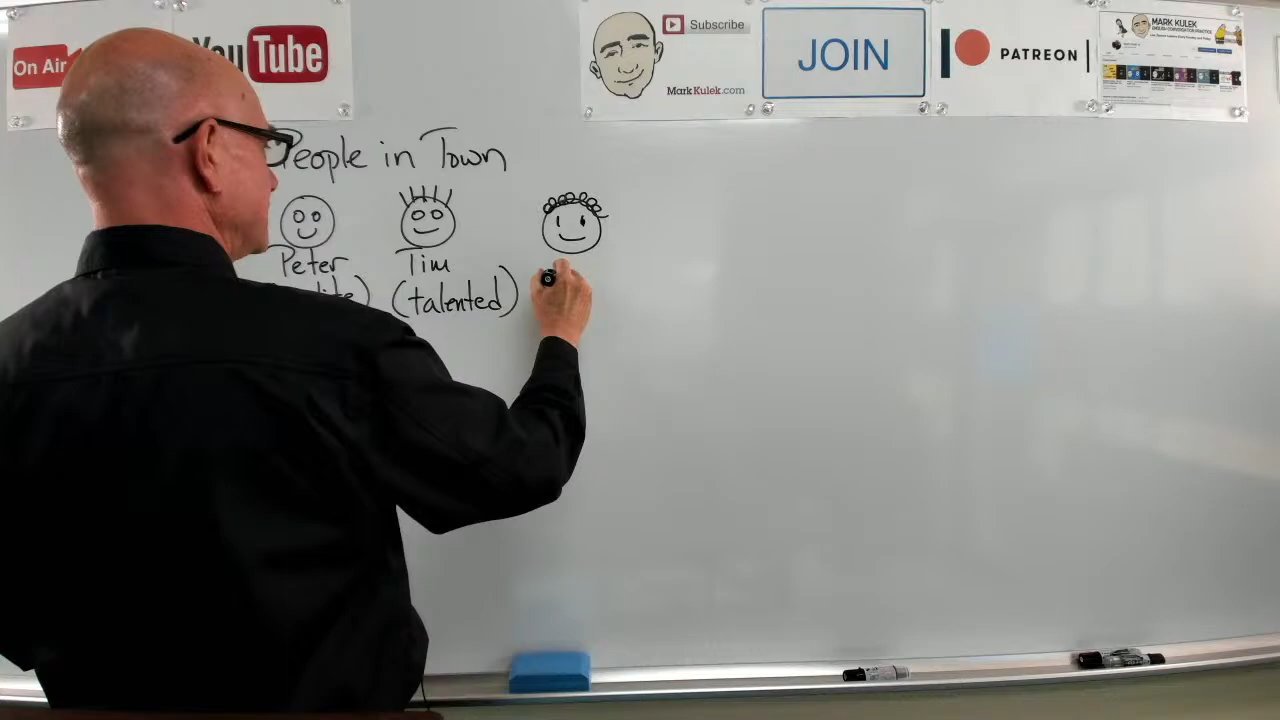 On Air
YouTube
Subscribe
MarkKulek.com
JOIN
PATREON
MARK KULEK
People in Town
Peter
Tim
(talented)